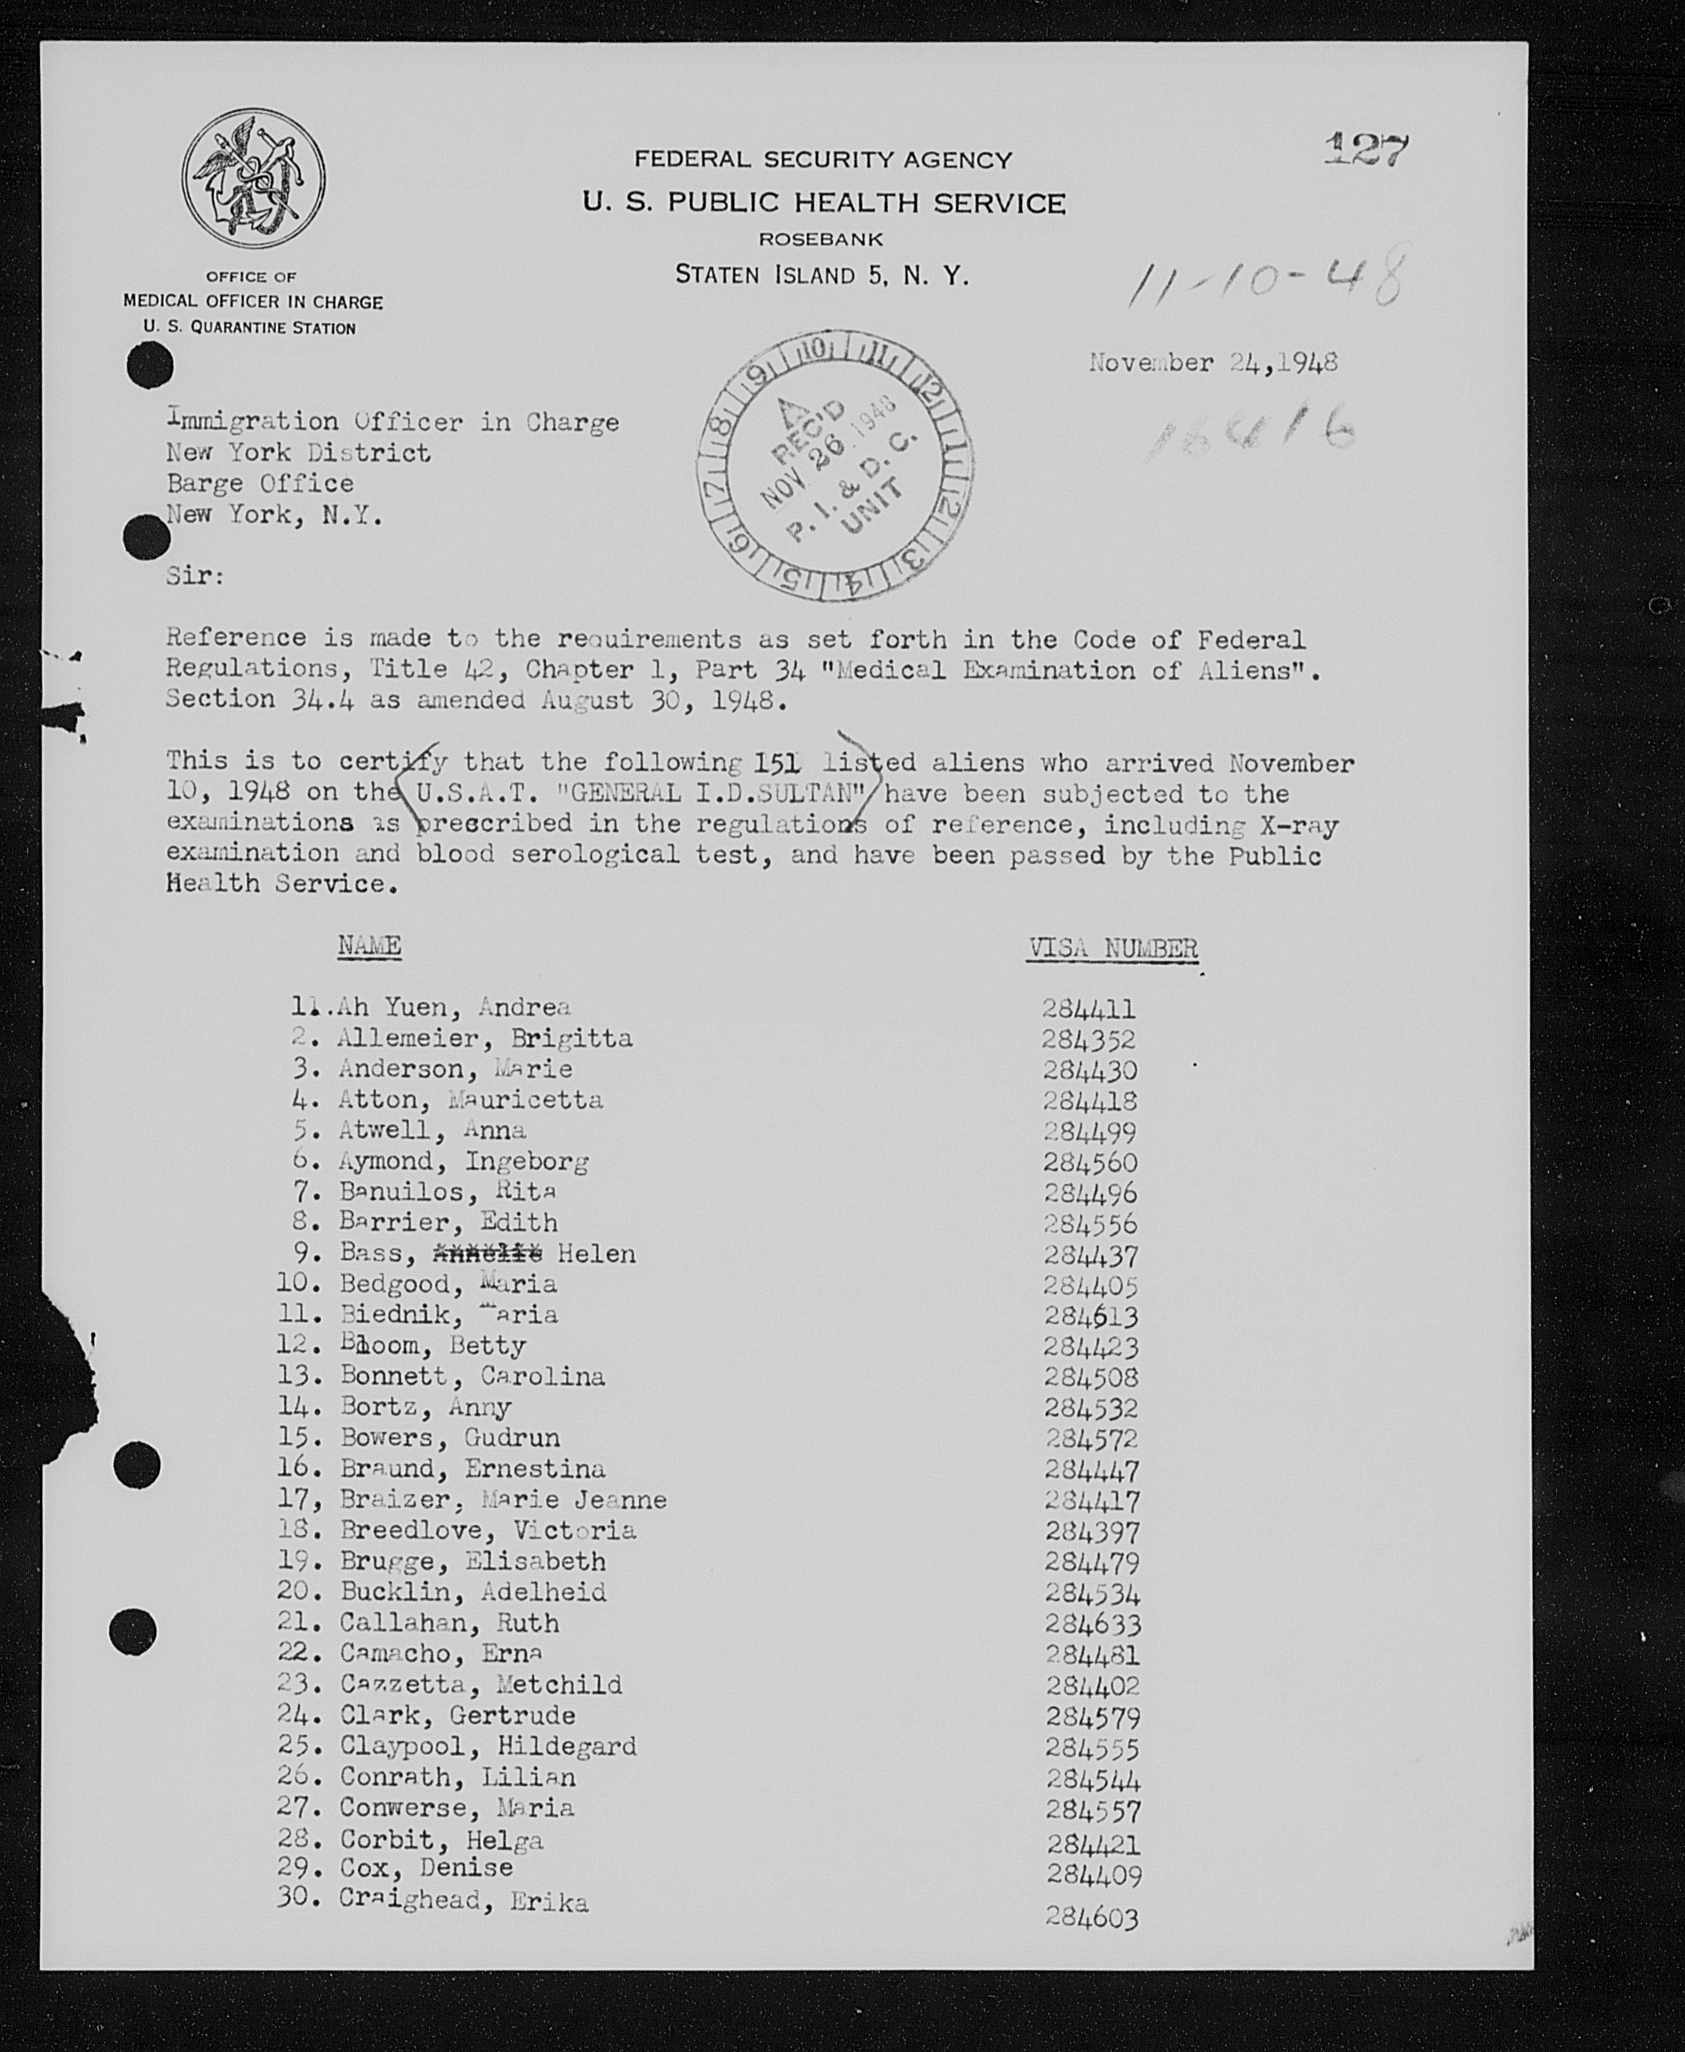 127
FEDERAL SECURITY AGENCY
U. S. PUBLIC HEALTH SERVICE
ROSEBANK
STATEN ISLAND 5, N. Y.
OFFICE OF
MEDICAL OFFICER IN CHARGE
U. S. QUARANTINE STATION
11-10-48
November 24,1948
16416
10 11 12 1 2 3 4 5 6 7 8 9
REC'D
NOV 26 1948
P. I. & D. C.
UNIT
Immigration Officer in Charge
New York District
Barge Office
New York, N.Y.
Sir:
Reference is made to the requirements as set forth in the Code of Federal
Regulations, Title 42, Chapter 1, Part 34 "Medical Examination of Aliens".
Section 34.4 as amended August 30, 1948.
This is to certify that the following 151 listed aliens who arrived November
10, 1948 on the U.S.A.T. "GENERAL I.D.SULTAN" have been subjected to the
examinations as prescribed in the regulations of reference, including X-ray
examination and blood serological test, and have been passed by the Public
Health Service.
NAME VISA NUMBER
11.Ah Yuen, Andrea 284411
2. Allemeier, Brigitta 284352
3. Anderson, Marie 284430
4. Atton, Mauricetta 284418
5. Atwell, Anna 284499
6. Aymond, Ingeborg 284560
7. Banuilos, Rita 284496
8. Barrier, Edith 284556
9. Bass, Helen 284437
10. Bedgood, Maria 284405
11. Biednik, Maria 284613
12. Bloom, Betty 284423
13. Bonnett, Carolina 284508
14. Bortz, Anny 284532
15. Bowers, Gudrun 284572
16. Braund, Ernestina 284447
17, Braizer, Marie Jeanne 284417
18. Breedlove, Victoria 284397
19. Brugge, Elisabeth 284479
20. Bucklin, Adelheid 284534
21. Callahan, Ruth 284633
22. Camacho, Erna 284481
23. Cazzetta, Metchild 284402
24. Clark, Gertrude 284579
25. Claypool, Hildegard 284555
26. Conrath, Lilian 284544
27. Conwerse, Maria 284557
28. Corbit, Helga 284421
29. Cox, Denise 284409
30. Craighead, Erika 284603